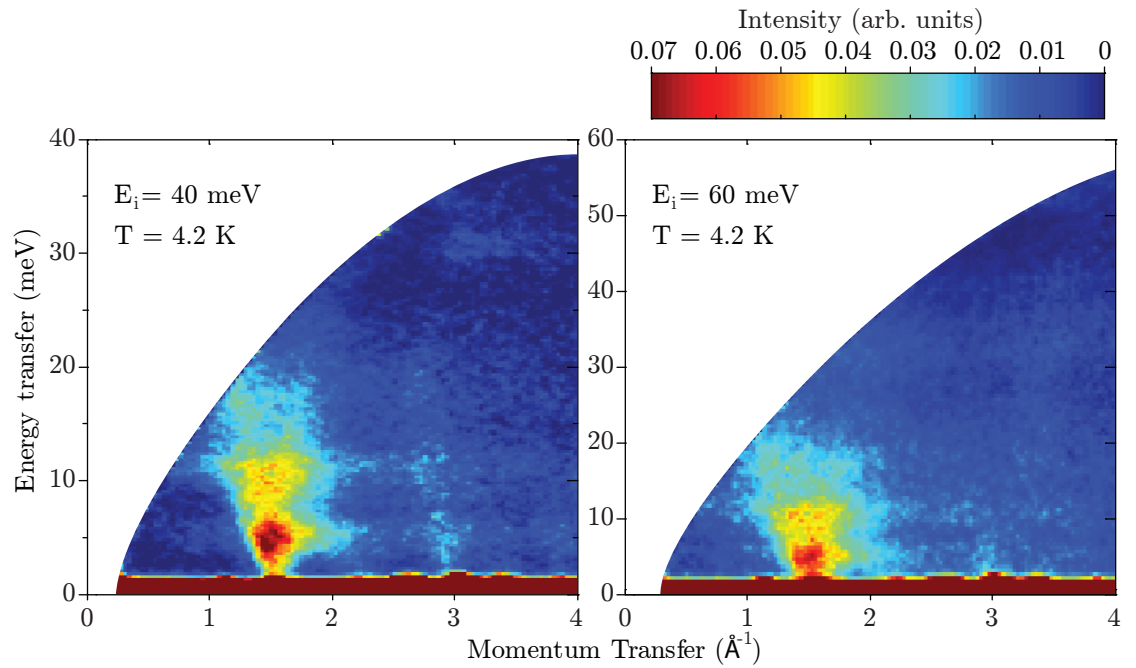 Intensity (arb. units)
0.07 0.06 0.05 0.04 0.03 0.02 0.01 0
40
30
20
10
0
Energy transfer (meV)
E_i= 40 meV
T = 4.2 K
0 1 2 3 4
60
50
40
30
20
10
0
E_i= 60 meV
T = 4.2 K
0 1 2 3 4
Momentum Transfer (Å⁻¹)